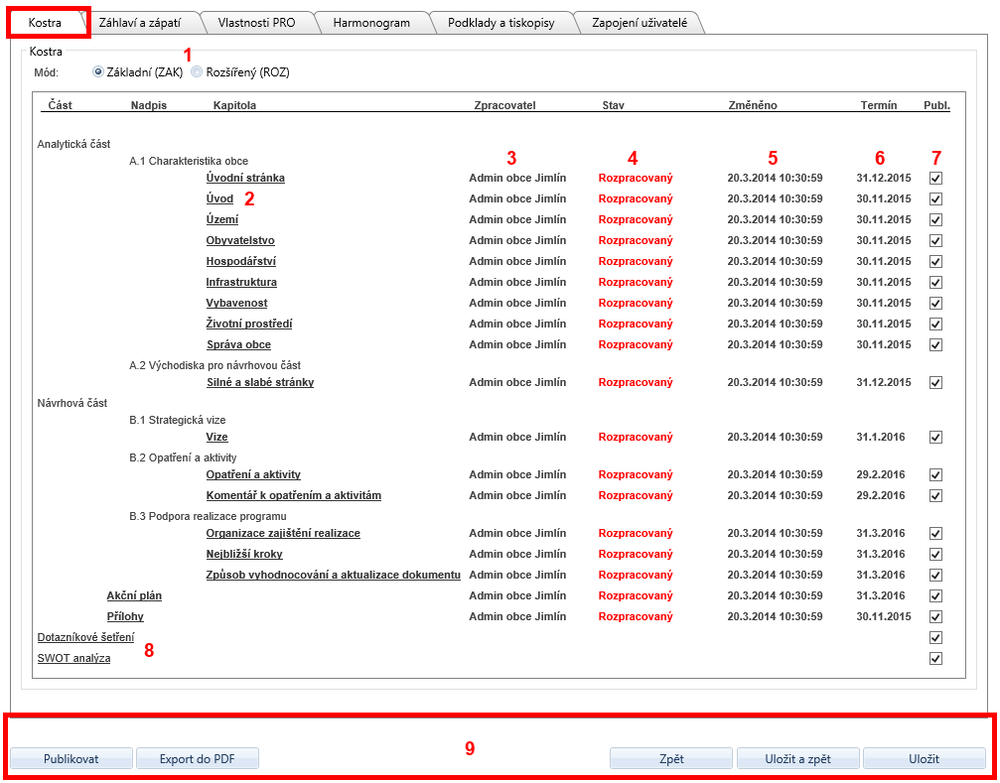 Kostra Záhlaví a zápatí Vlastnosti PRO Harmonogram Podklady a tiskopisy Zapojení uživatelé
Kostra 1
Mód: Základní (ZAK) Rozšířený (ROZ)
Část Nadpis Kapitola Zpracovatel Stav Změněno Termín Publ.
Analytická část
A.1 Charakteristika obce 3 4 5 6 7
Úvodní stránka Admin obce Jimlín Rozpracovaný 20.3.2014 10:30:59 31.12.2015
Úvod 2 Admin obce Jimlín Rozpracovaný 20.3.2014 10:30:59 30.11.2015
Území Admin obce Jimlín Rozpracovaný 20.3.2014 10:30:59 30.11.2015
Obyvatelstvo Admin obce Jimlín Rozpracovaný 20.3.2014 10:30:59 30.11.2015
Hospodářství Admin obce Jimlín Rozpracovaný 20.3.2014 10:30:59 30.11.2015
Infrastruktura Admin obce Jimlín Rozpracovaný 20.3.2014 10:30:59 30.11.2015
Vybavenost Admin obce Jimlín Rozpracovaný 20.3.2014 10:30:59 30.11.2015
Životní prostředí Admin obce Jimlín Rozpracovaný 20.3.2014 10:30:59 30.11.2015
Správa obce Admin obce Jimlín Rozpracovaný 20.3.2014 10:30:59 30.11.2015
A.2 Východiska pro návrhovou část
Silné a slabé stránky Admin obce Jimlín Rozpracovaný 20.3.2014 10:30:59 31.12.2015
Návrhová část
B.1 Strategická vize
Vize Admin obce Jimlín Rozpracovaný 20.3.2014 10:30:59 31.1.2016
B.2 Opatření a aktivity
Opatření a aktivity Admin obce Jimlín Rozpracovaný 20.3.2014 10:30:59 29.2.2016
Komentář k opatřením a aktivitám Admin obce Jimlín Rozpracovaný 20.3.2014 10:30:59 29.2.2016
B.3 Podpora realizace programu
Organizace zajištění realizace Admin obce Jimlín Rozpracovaný 20.3.2014 10:30:59 31.3.2016
Nejbližší kroky Admin obce Jimlín Rozpracovaný 20.3.2014 10:30:59 31.3.2016
Způsob vyhodnocování a aktualizace dokumentu Admin obce Jimlín Rozpracovaný 20.3.2014 10:30:59 31.3.2016
Akční plán Admin obce Jimlín Rozpracovaný 20.3.2014 10:30:59 31.3.2016
Přílohy Admin obce Jimlín Rozpracovaný 20.3.2014 10:30:59 30.11.2015
Dotazníkové šetření 8
SWOT analýza
9
Publikovat Export do PDF Zpět Uložit a zpět Uložit